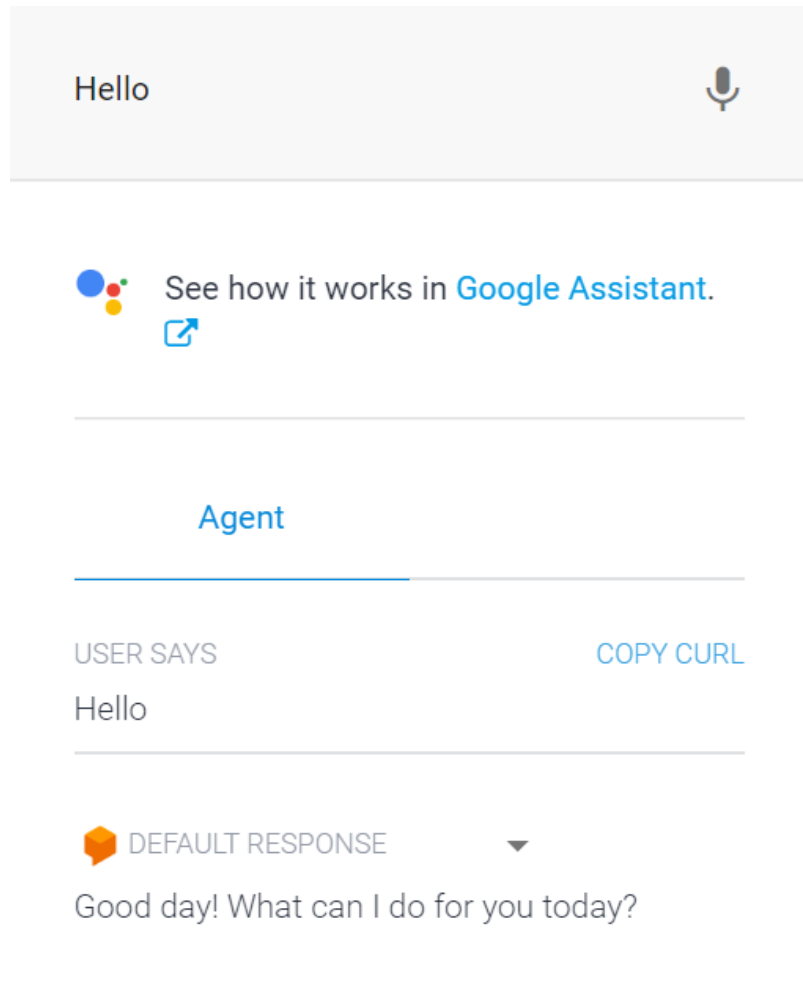 Hello
See how it works in Google Assistant.
Agent
USER SAYS
COPY CURL
Hello
DEFAULT RESPONSE
Good day! What can I do for you today?